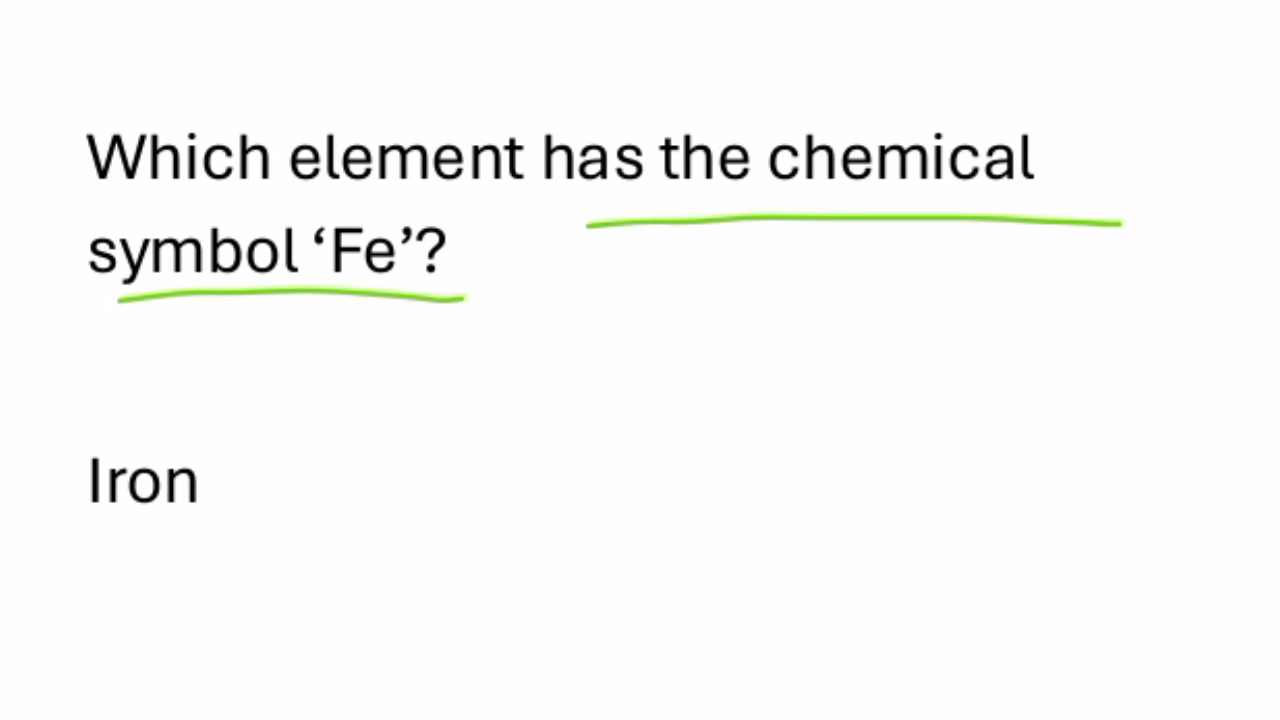 Which element has the chemical
symbol ‘Fe’?
Iron